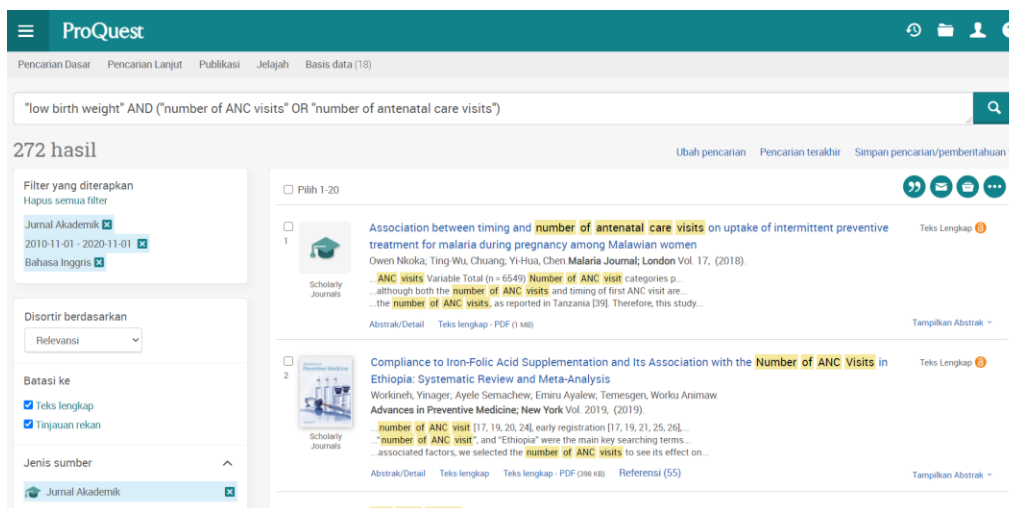 ProQuest
Pencarian Dasar Pencarian Lanjut Publikasi Jelajah Basis data (18)
"low birth weight" AND ("number of ANC visits" OR "number of antenatal care visits")
272 hasil
Ubah pencarian Pencarian terakhir Simpan pencarian/pemberitahuan
Filter yang diterapkan
Hapus semua filter
Jurnal Akademik
2010-11-01 - 2020-11-01
Bahasa Inggris
Disortir berdasarkan
Relevansi
Batasi ke
Teks lengkap
Tinjauan rekan
Jenis sumber
Jurnal Akademik
Pilih 1-20
1
Scholarly
Journals
Association between timing and number of antenatal care visits on uptake of intermittent preventive
treatment for malaria during pregnancy among Malawian women
Owen Nkoka; Ting-Wu, Chuang; Yi-Hua, Chen.Malaria Journal; London Vol. 17, (2018).
...ANC visits Variable Total (n = 6549) Number of ANC visit categories p...
...although both the number of ANC visits and timing of first ANC visit are...
...the number of ANC visits, as reported in Tanzania [39]. Therefore, this study...
Abstrak/Detail Teks lengkap - PDF (1 MB)
Teks Lengkap
Tampilkan Abstrak
2
Preventive Medicine
Scholarly
Journals
Compliance to Iron-Folic Acid Supplementation and Its Association with the Number of ANC Visits in
Ethiopia: Systematic Review and Meta-Analysis
Workineh, Yinager; Ayele Semachew; Emiru Ayalew; Temesgen, Worku Animaw.
Advances in Preventive Medicine; New York Vol. 2019, (2019).
...number of ANC visit [17, 19, 20, 24], early registration [17, 19, 21, 25, 26],...
..."number of ANC visit", and "Ethiopia" were the main key searching terms...
...associated factors, we selected the number of ANC visits to see its effect on...
Abstrak/Detail Teks lengkap Teks lengkap - PDF (398 KB) Referensi (55)
Teks Lengkap
Tampilkan Abstrak